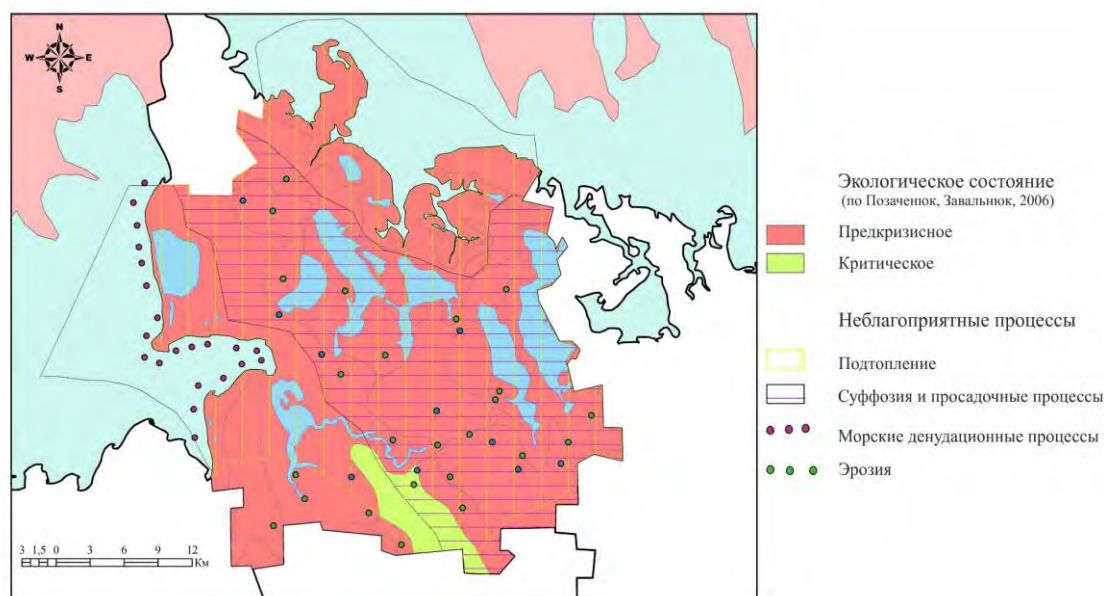 N
W E
S
3 1,5 0 3 6 9 12
Км
Экологическое состояние
(по Позаченюк, Завальнюк, 2006)
Предкризисное
Критическое
Неблагоприятные процессы
Подтопление
Суффозия и просадочные процессы
Морские денудационные процессы
Эрозия